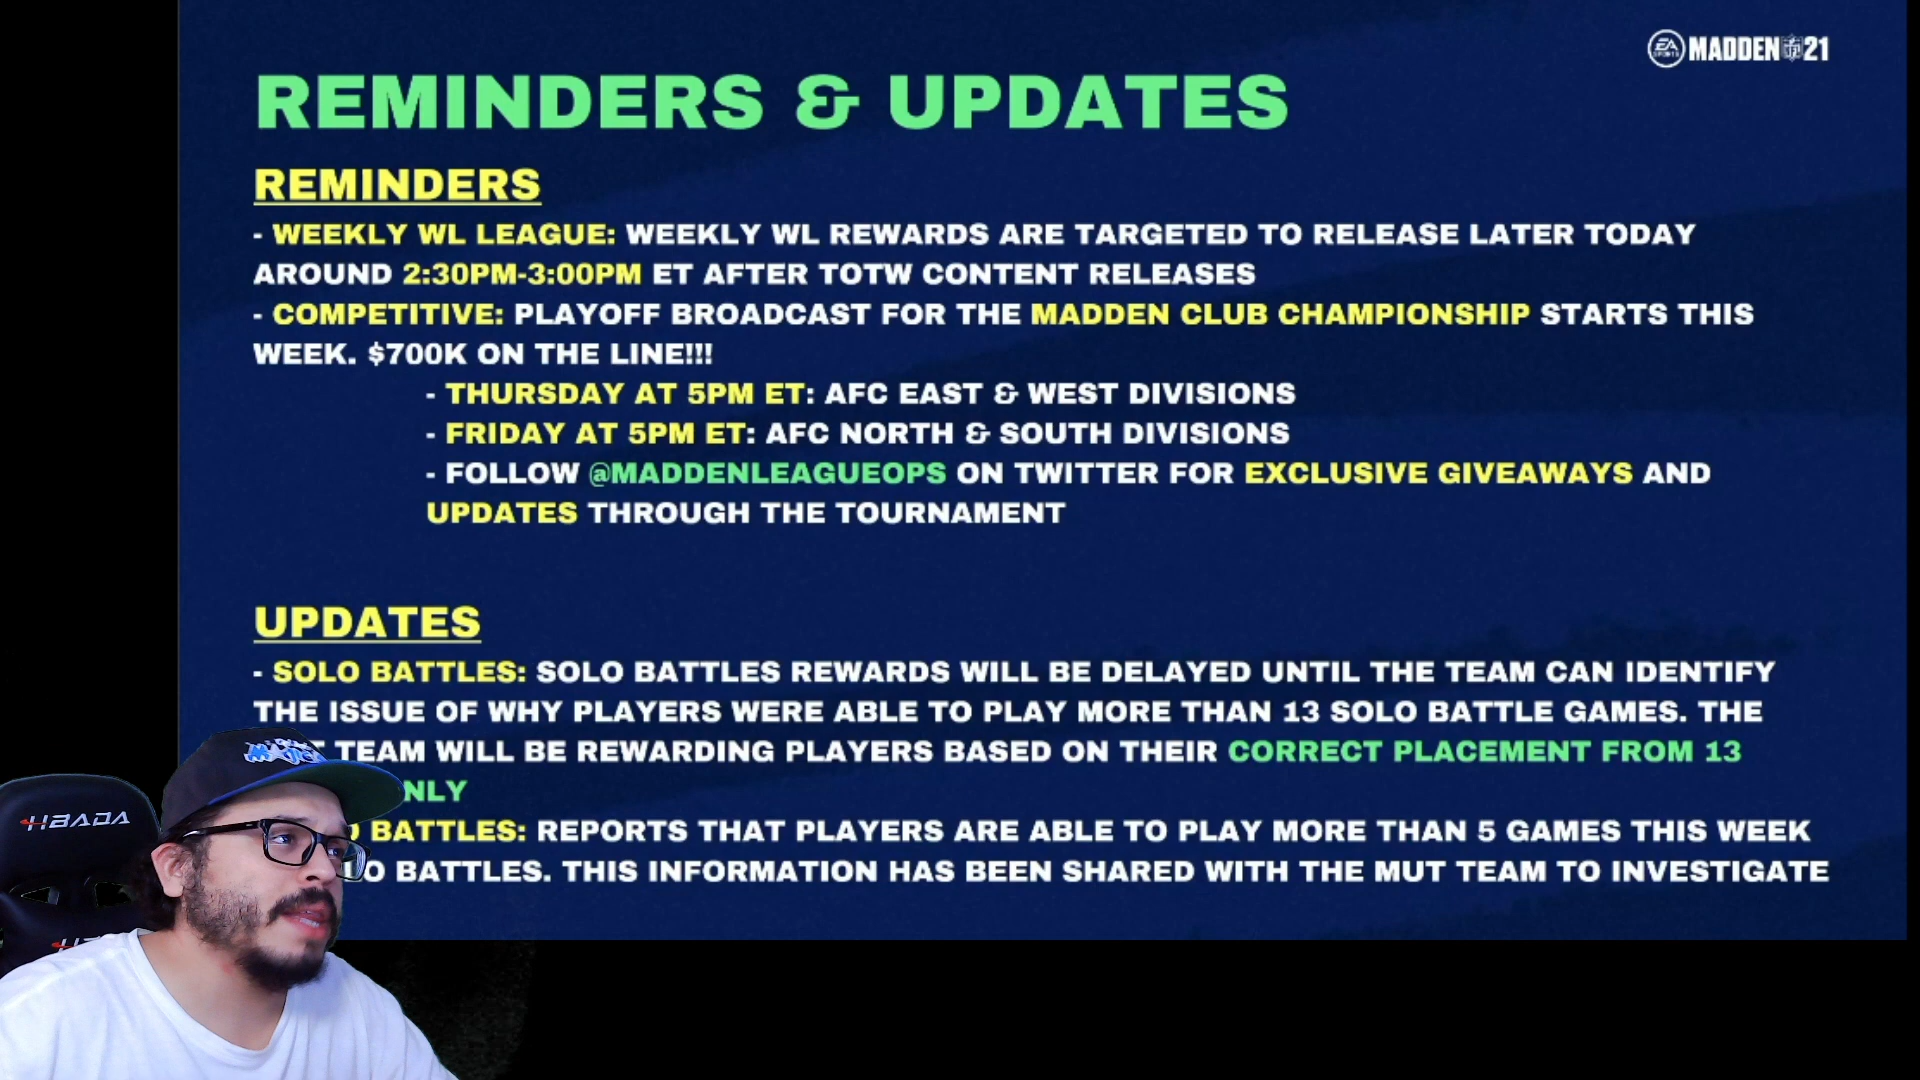 EA SPORTS MADDEN NFL 21
REMINDERS & UPDATES
REMINDERS
- WEEKLY WL LEAGUE: WEEKLY WL REWARDS ARE TARGETED TO RELEASE LATER TODAY
AROUND 2:30PM-3:00PM ET AFTER TOTW CONTENT RELEASES
- COMPETITIVE: PLAYOFF BROADCAST FOR THE MADDEN CLUB CHAMPIONSHIP STARTS THIS
WEEK. $700K ON THE LINE!!!
- THURSDAY AT 5PM ET: AFC EAST & WEST DIVISIONS
- FRIDAY AT 5PM ET: AFC NORTH & SOUTH DIVISIONS
- FOLLOW @MADDENLEAGUEOPS ON TWITTER FOR EXCLUSIVE GIVEAWAYS AND
UPDATES THROUGH THE TOURNAMENT
UPDATES
- SOLO BATTLES: SOLO BATTLES REWARDS WILL BE DELAYED UNTIL THE TEAM CAN IDENTIFY
THE ISSUE OF WHY PLAYERS WERE ABLE TO PLAY MORE THAN 13 SOLO BATTLE GAMES. THE
TEAM WILL BE REWARDING PLAYERS BASED ON THEIR CORRECT PLACEMENT FROM 13
NLY
BATTLES: REPORTS THAT PLAYERS ARE ABLE TO PLAY MORE THAN 5 GAMES THIS WEEK
O BATTLES. THIS INFORMATION HAS BEEN SHARED WITH THE MUT TEAM TO INVESTIGATE
HBADA